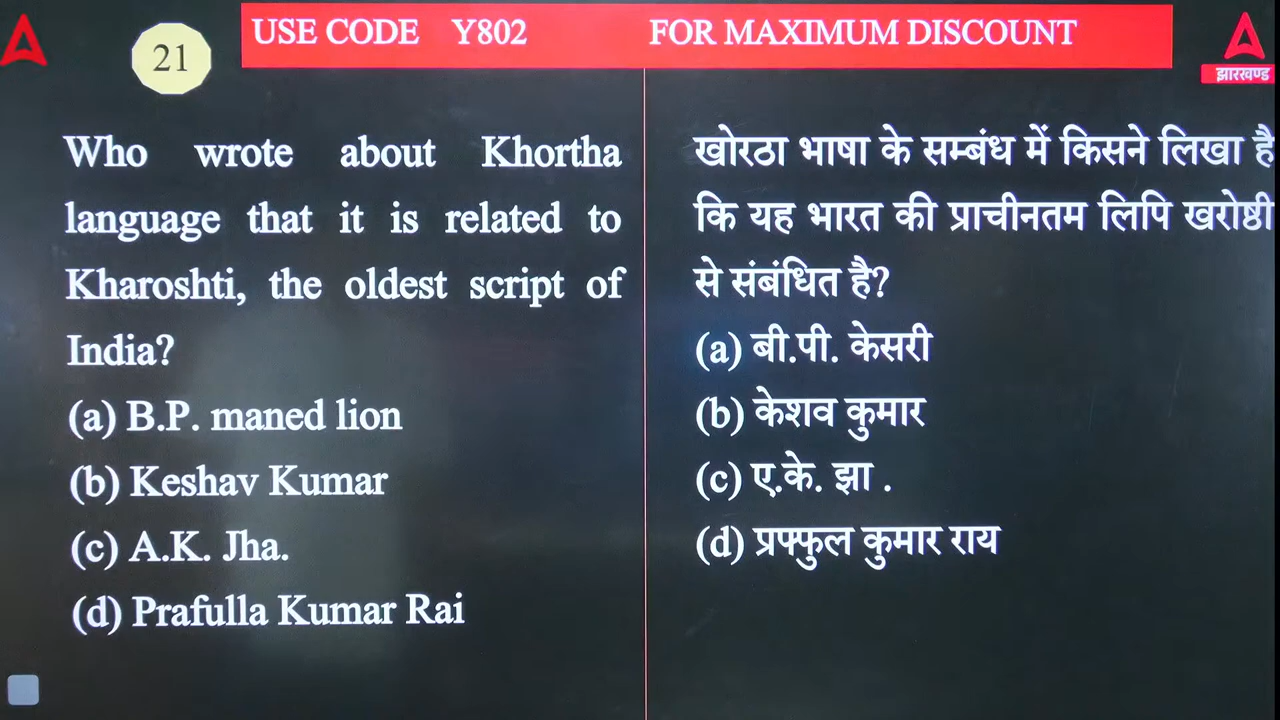 USE CODE Y802 FOR MAXIMUM DISCOUNT
21
झारखण्ड
Who wrote about Khortha
language that it is related to
Kharoshti, the oldest script of
India?
(a) B.P. maned lion
(b) Keshav Kumar
(c) A.K. Jha.
(d) Prafulla Kumar Rai
खोरठा भाषा के सम्बंध में किसने लिखा है
कि यह भारत की प्राचीनतम लिपि खरोष्ठी
से संबंधित है?
(a) बी.पी. केसरी
(b) केशव कुमार
(c) ए.के. झा .
(d) प्रफ्फुल कुमार राय